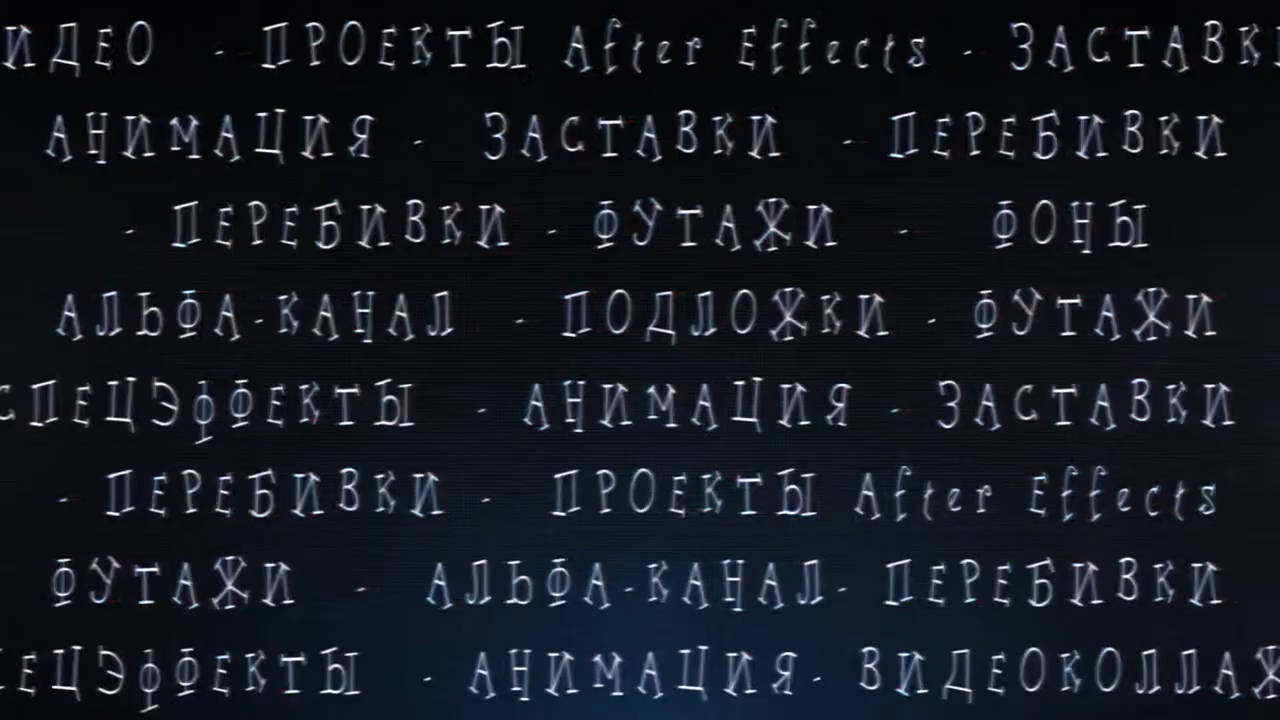 ИДЕО - ПРОЕКТЫ After Effects - ЗАСТАВК
АНИМАЦИЯ - ЗАСТАВКИ - ПЕРЕБИВКИ
- ПЕРЕБИВКИ - ФУТАЖИ - ФОНЫ
АЛЬФА-КАНАЛ - ПОДЛОЖКИ - ФУТАЖИ
СПЕЦЭФФЕКТЫ - АНИМАЦИЯ - ЗАСТАВКИ
- ПЕРЕБИВКИ - ПРОЕКТЫ After Effects
ФУТАЖИ - АЛЬФА-КАНАЛ- ПЕРЕБИВКИ
ЕЦЭФФЕКТЫ - АНИМАЦИЯ- ВИДЕОКОЛЛАЖ